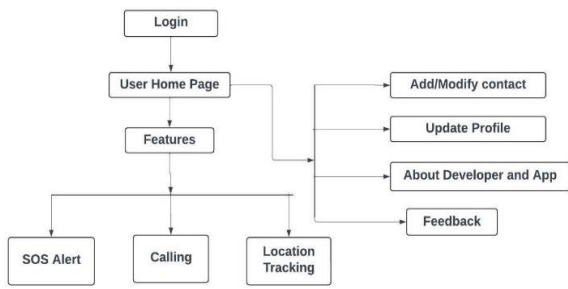 Login
User Home Page
Add/Modify contact
Update Profile
Features
About Developer and App
Feedback
SOS Alert
Calling
Location
Tracking